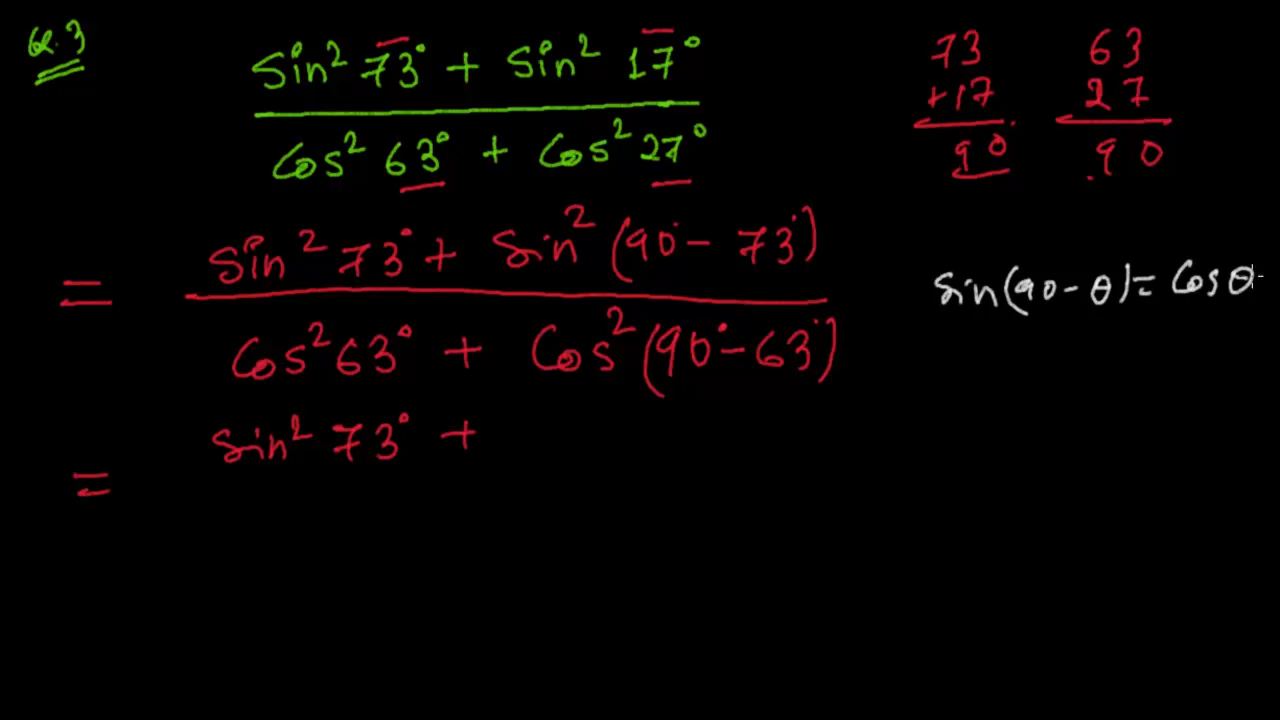 Q.3
Sin² 73° + Sin² 17°
Cos² 63° + Cos² 27°
73
+17
90
63
27
90
= Sin² 73° + Sin² (90° - 73°)
Cos² 63° + Cos² (90° - 63°)
Sin(90 - θ) = Cosθ
= Sin² 73° +